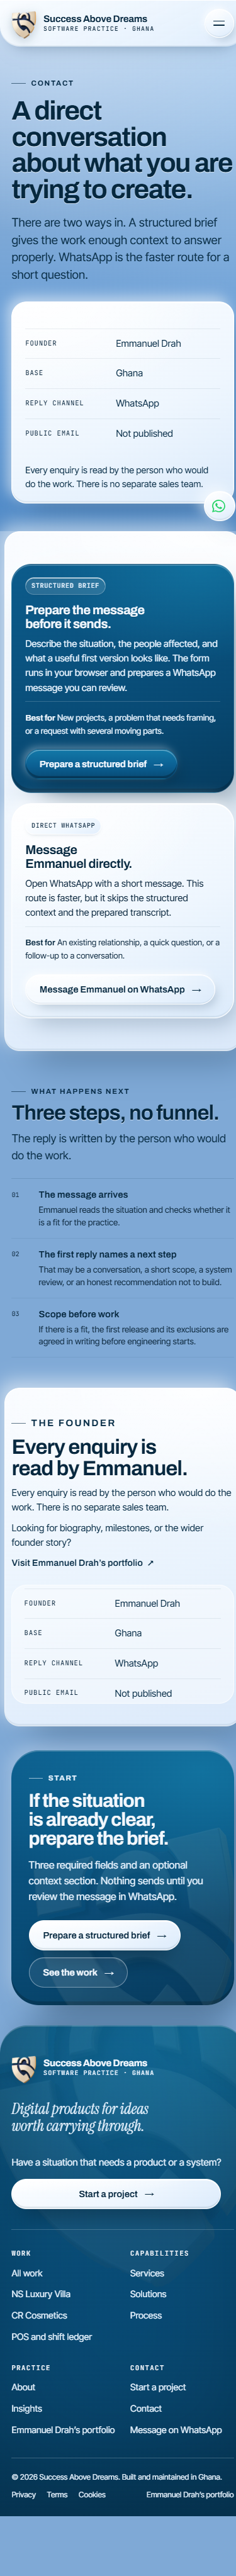 Success Above Dreams
SOFTWARE PRACTICE · GHANA
CONTACT
A direct
conversation
about what you are
trying to create.
There are two ways in. A structured brief
gives the work enough context to answer
properly. WhatsApp is the faster route for a
short question.
FOUNDER Emmanuel Drah
BASE Ghana
REPLY CHANNEL WhatsApp
PUBLIC EMAIL Not published
Every enquiry is read by the person who would
do the work. There is no separate sales team.
STRUCTURED BRIEF
Prepare the message
before it sends.
Describe the situation, the people affected, and
what a useful first version looks like. The form
runs in your browser and prepares a WhatsApp
message you can review.
Best for New projects, a problem that needs framing,
or a request with several moving parts.
Prepare a structured brief →
DIRECT WHATSAPP
Message
Emmanuel directly.
Open WhatsApp with a short message. This
route is faster, but it skips the structured
context and the prepared transcript.
Best for An existing relationship, a quick question, or a
follow-up to a conversation.
Message Emmanuel on WhatsApp →
WHAT HAPPENS NEXT
Three steps, no funnel.
The reply is written by the person who would
do the work.
01 The message arrives
Emmanuel reads the situation and checks whether it
is a fit for the practice.
02 The first reply names a next step
That may be a conversation, a short scope, a system
review, or an honest recommendation not to build.
03 Scope before work
If there is a fit, the first release and its exclusions are
agreed in writing before engineering starts.
THE FOUNDER
Every enquiry is
read by Emmanuel.
Every enquiry is read by the person who would do the
work. There is no separate sales team.
Looking for biography, milestones, or the wider
founder story?
Visit Emmanuel Drah's portfolio ↗
FOUNDER Emmanuel Drah
BASE Ghana
REPLY CHANNEL WhatsApp
PUBLIC EMAIL Not published
START
If the situation
is already clear,
prepare the brief.
Three required fields and an optional
context section. Nothing sends until you
review the message in WhatsApp.
Prepare a structured brief →
See the work →
Success Above Dreams
SOFTWARE PRACTICE · GHANA
Digital products for ideas
worth carrying through.
Have a situation that needs a product or a system?
Start a project →
WORK CAPABILITIES
All work Services
NS Luxury Villa Solutions
CR Cosmetics Process
POS and shift ledger
PRACTICE CONTACT
About Start a project
Insights Contact
Emmanuel Drah's portfolio Message on WhatsApp
© 2026 Success Above Dreams. Built and maintained in Ghana.
Privacy Terms Cookies Emmanuel Drah's portfolio